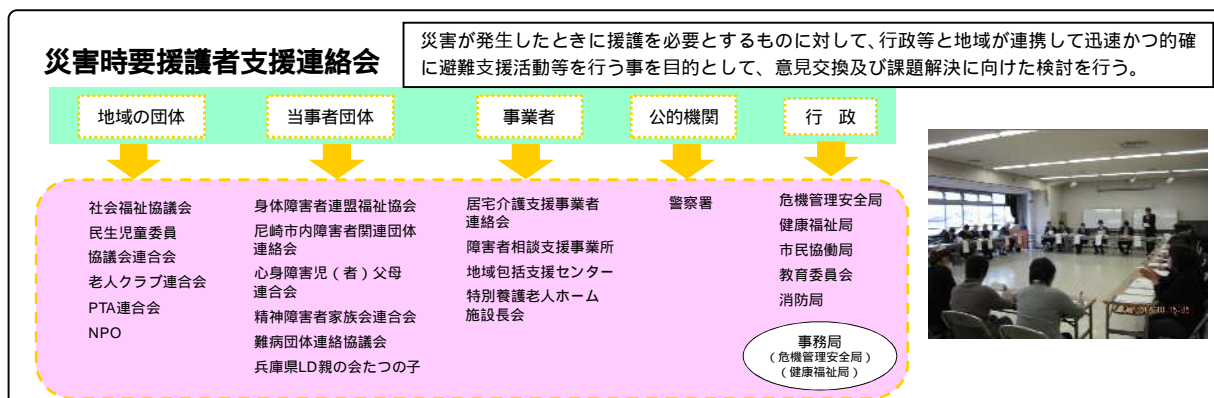 災害時要援護者支援連絡会
災害が発生したときに援護を必要とするものに対して、行政等と地域が連携して迅速かつ的確
に避難支援活動等を行う事を目的として、意見交換及び課題解決に向けた検討を行う。
地域の団体
社会福祉協議会
民生児童委員
協議会連合会
老人クラブ連合会
PTA連合会
NPO
当事者団体
身体障害者連盟福祉協会
尼崎市内障害者関連団体
連絡会
心身障害児（者）父母
連合会
精神障害者家族会連合会
難病団体連絡協議会
兵庫県LD親の会たつの子
事業者
居宅介護支援事業者
連絡会
障害者相談支援事業所
地域包括支援センター
特別養護老人ホーム
施設長会
公的機関
警察署
行　政
危機管理安全局
健康福祉局
市民協働局
教育委員会
消防局
事務局
（危機管理安全局）
（健康福祉局）